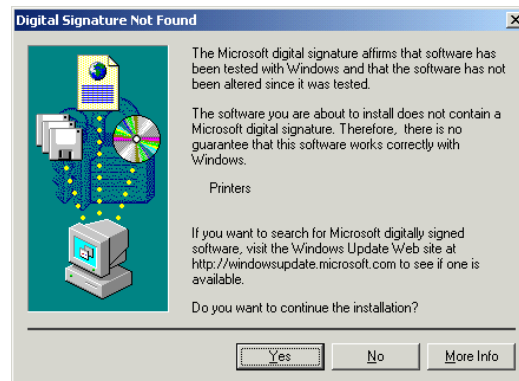 Digital Signature Not Found
The Microsoft digital signature affirms that software has
been tested with Windows and that the software has not
been altered since it was tested.
The software you are about to install does not contain a
Microsoft digital signature. Therefore, there is no
guarantee that this software works correctly with
Windows.
Printers
If you want to search for Microsoft digitally signed
software, visit the Windows Update Web site at
http://windowsupdate.microsoft.com to see if one is
available.
Do you want to continue the installation?
Yes
No
More Info